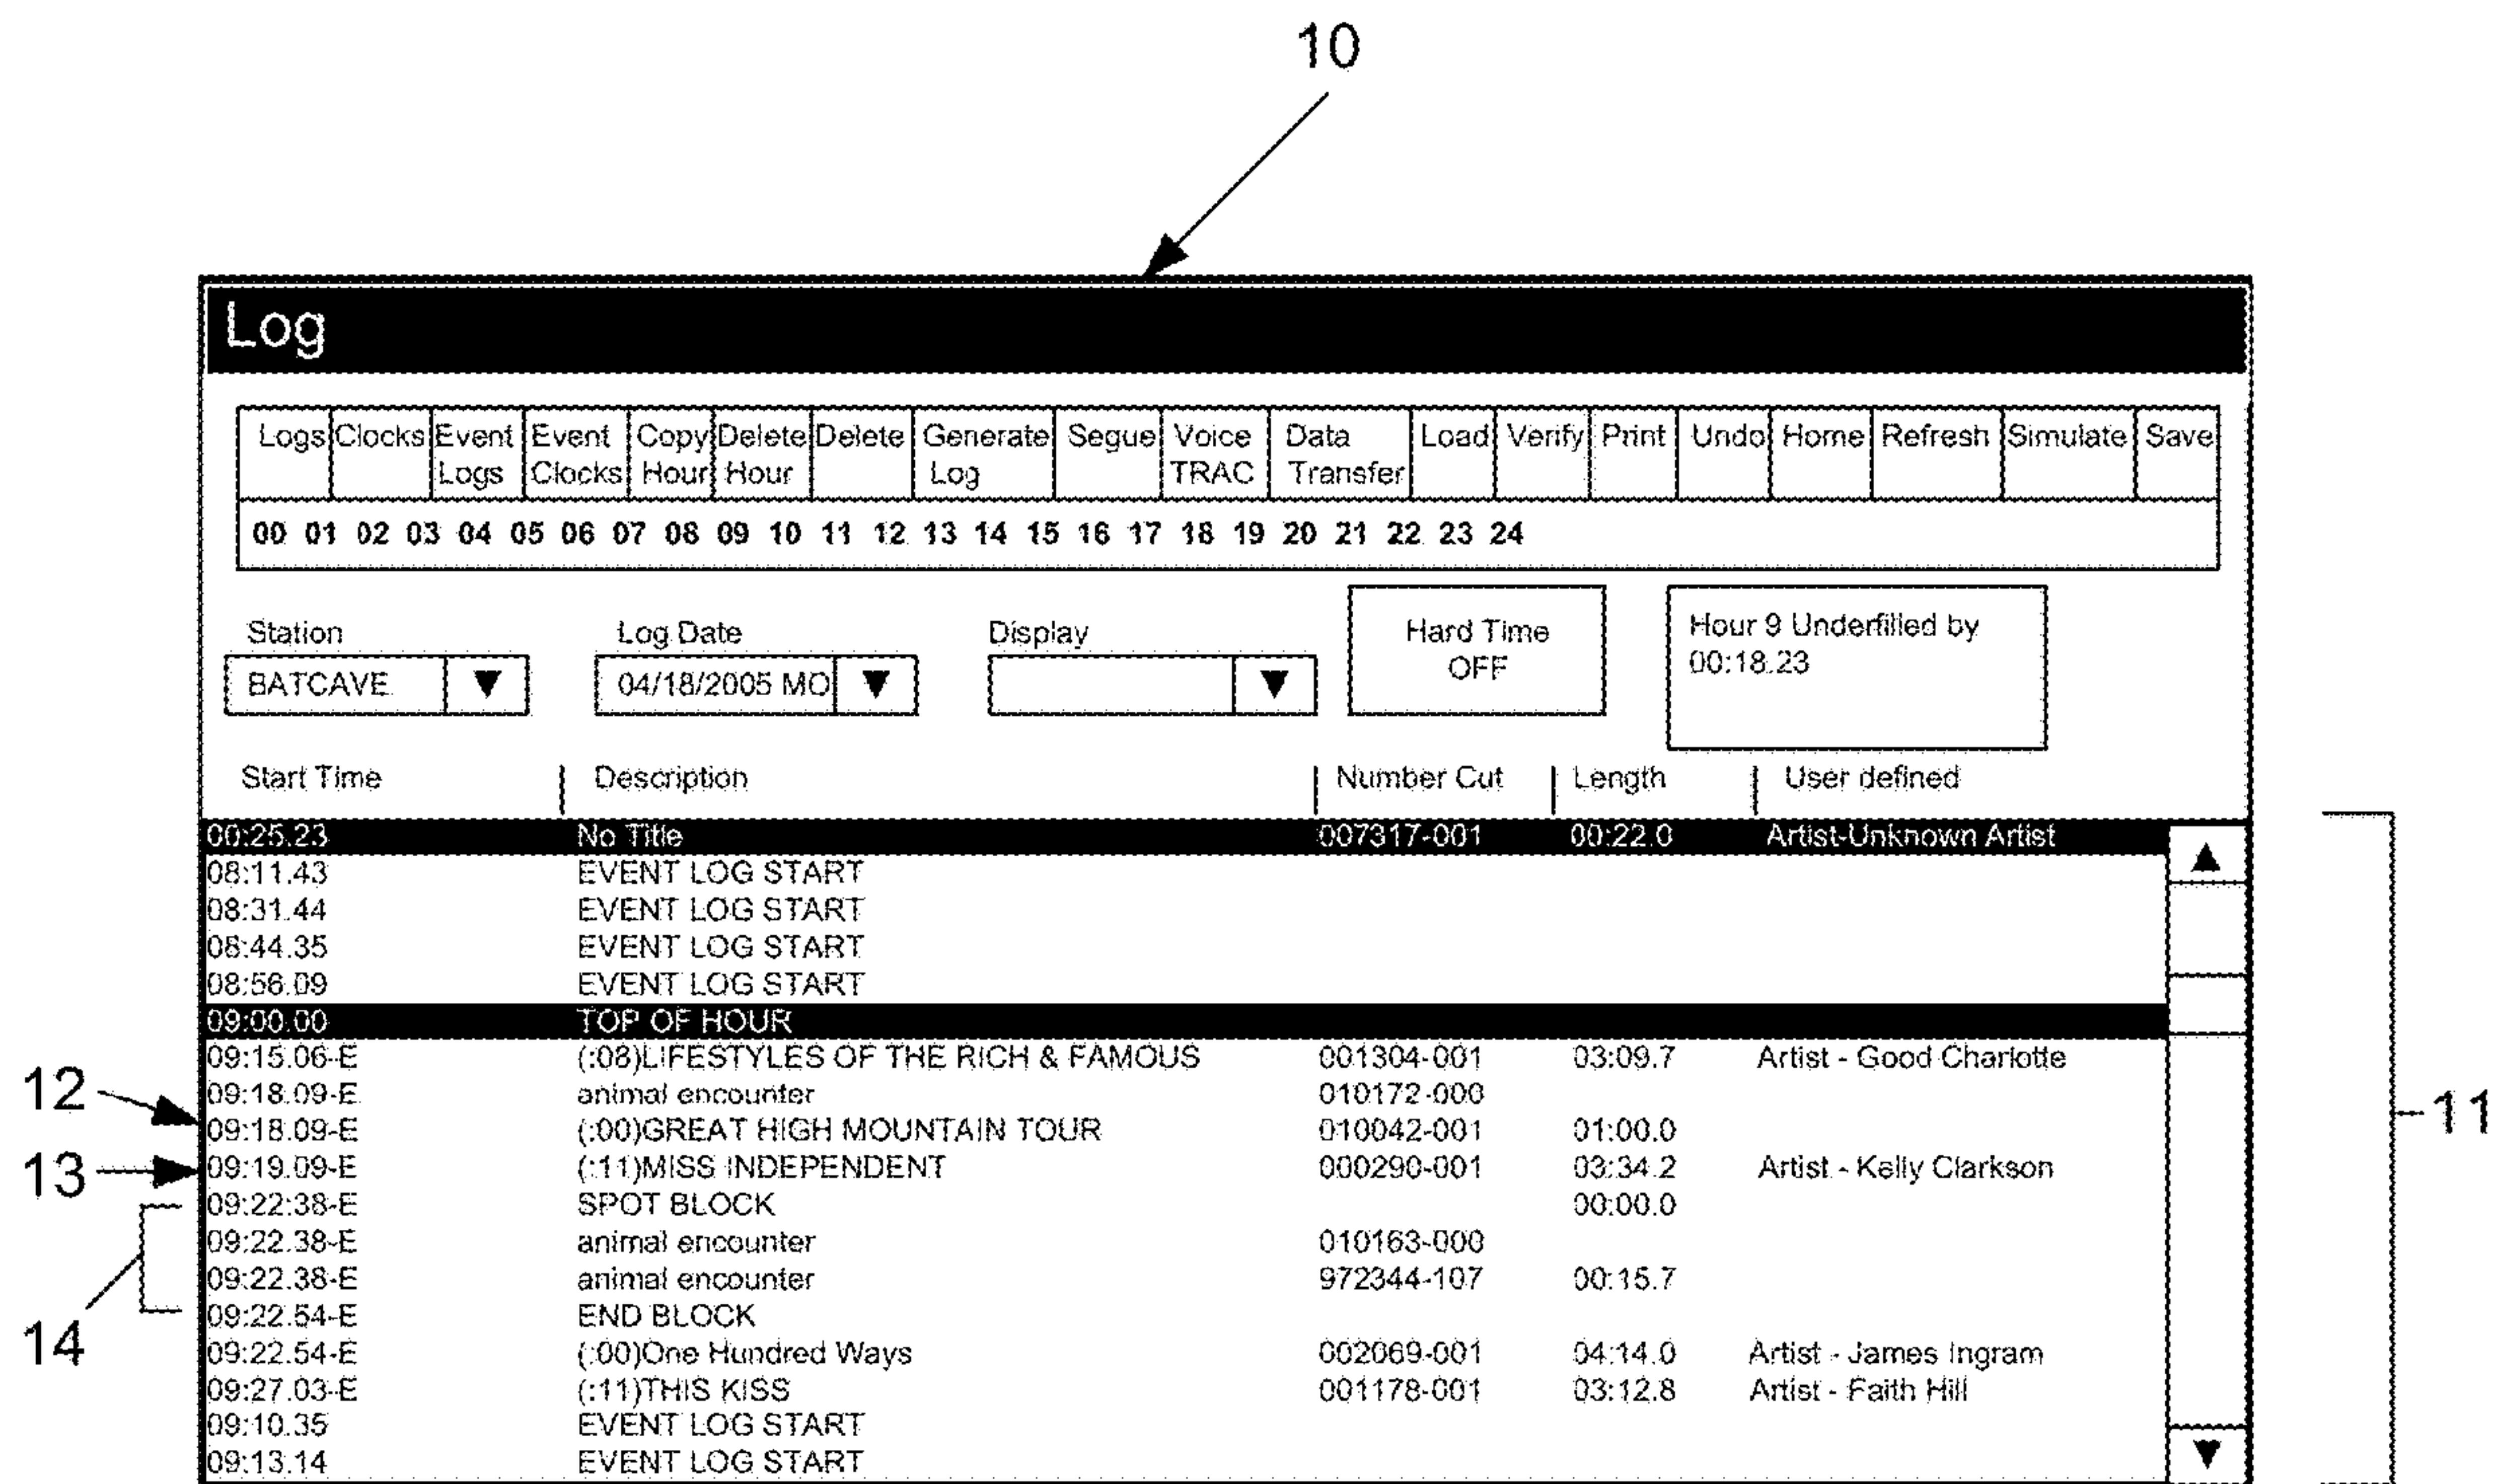 10
Log
Logs Clocks Event Logs Event Clocks Copy Hour Delete Hour Delete Generate Log Segue Voice TRAC Data Transfer Load Verify Print Undo Home Refresh Simulate Save
00 01 02 03 04 05 06 07 08 09 10 11 12 13 14 15 16 17 18 19 20 21 22 23 24
Station Log Date Display Hard Time OFF Hour 9 Underfilled by 00:18.23
BATCAVE 04/18/2005 MO
Start Time Description Number Cut Length User defined
00:25.23 No Title 007317-001 00:22.0 Artist-Unknown Artist
08:11.43 EVENT LOG START
08:31.44 EVENT LOG START
08:44.35 EVENT LOG START
08:56.09 EVENT LOG START
09:00.00 TOP OF HOUR
09:15.06-E (:08)LIFESTYLES OF THE RICH & FAMOUS 001304-001 03:09.7 Artist - Good Charlotte
12 09:18.09-E animal encounter 010172-000
09:18.09-E (:00)GREAT HIGH MOUNTAIN TOUR 010042-001 01:00.0 11
13 09:19.09-E (:11)MISS INDEPENDENT 000290-001 03:34.2 Artist - Kelly Clarkson
09:22:38-E SPOT BLOCK 00:00.0
09:22.38-E animal encounter 010163-000
09:22.38-E animal encounter 972344-107 00:15.7
09:22.54-E END BLOCK
14 09:22.54-E (:00)One Hundred Ways 002069-001 04:14.0 Artist - James Ingram
09:27.03-E (:11)THIS KISS 001178-001 03:12.8 Artist - Faith Hill
09:10.35 EVENT LOG START
09:13.14 EVENT LOG START